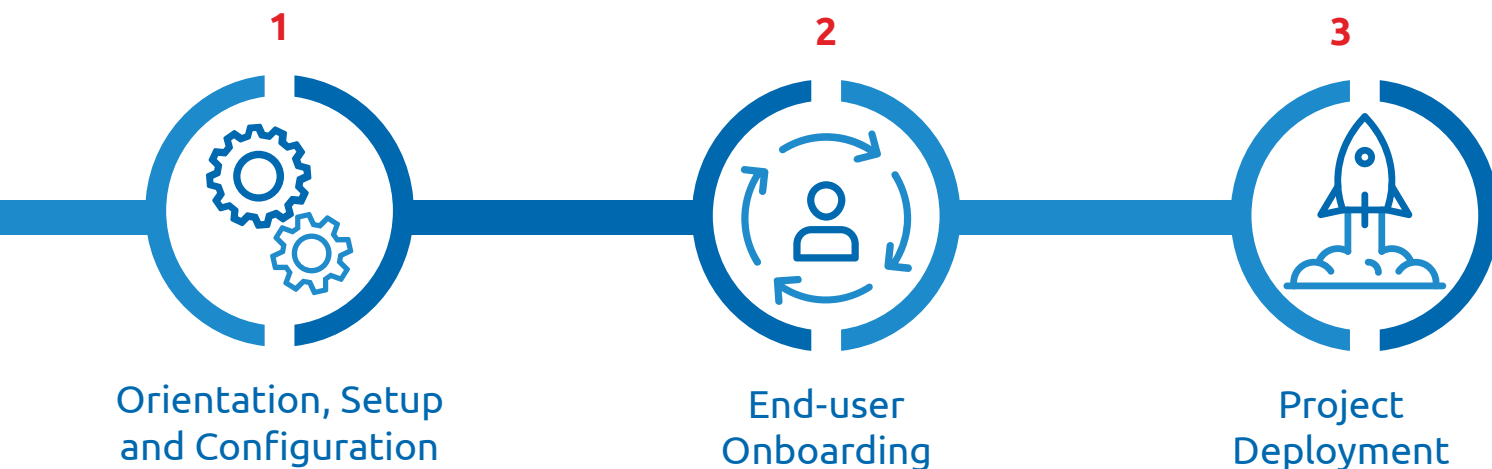 1
2
3
Orientation, Setup
and Configuration
End-user
Onboarding
Project
Deployment